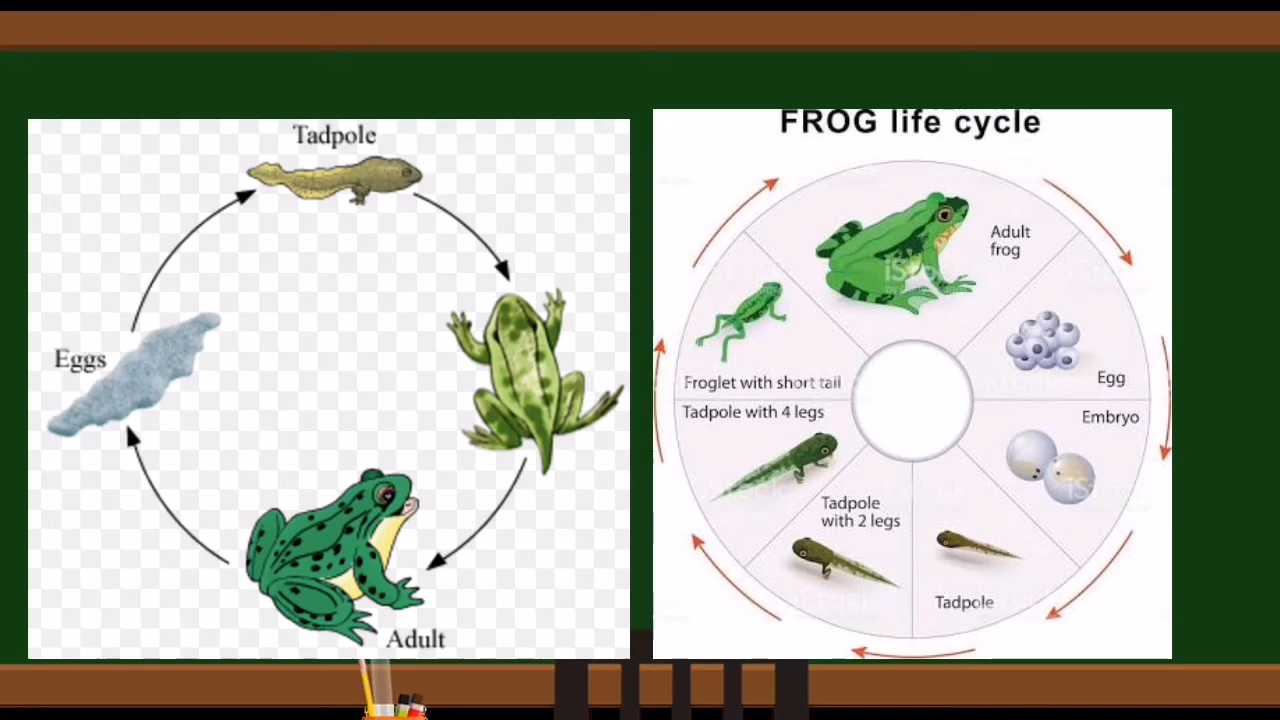 Tadpole
Eggs
Adult
FROG life cycle
Adult
frog
Egg
Embryo
Tadpole
Tadpole
with 2 legs
Tadpole with 4 legs
Froglet with short tail